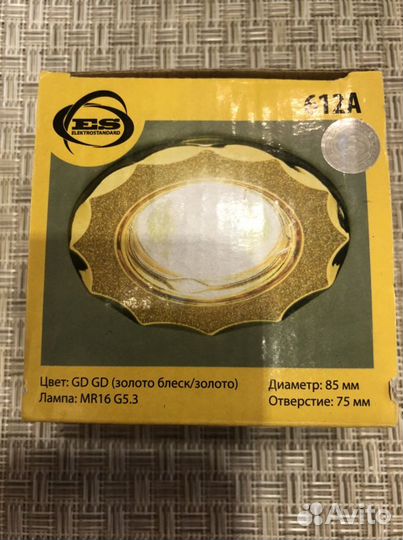 ES
ELEKTROSTANDARD
612A
Цвет: GD GD (золото блеск/золото)
Лампа: MR16 G5.3
Диаметр: 85 мм
Отверстие: 75 мм
Avito